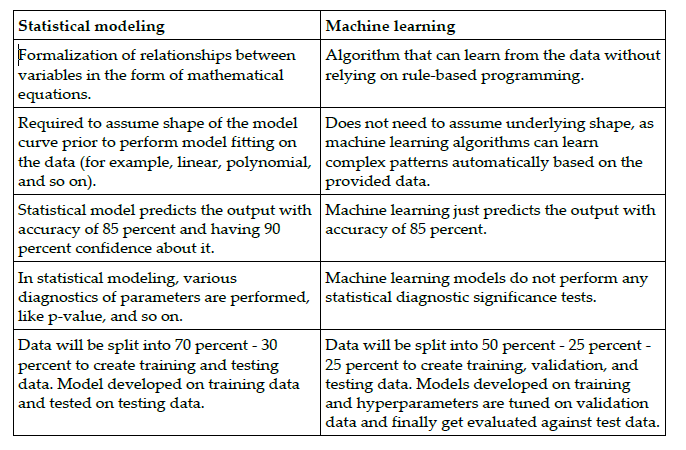 Statistical modeling
Machine learning
Formalization of relationships between
variables in the form of mathematical
equations.
Algorithm that can learn from the data without
relying on rule-based programming.
Required to assume shape of the model
curve prior to perform model fitting on
the data (for example, linear, polynomial,
and so on).
Does not need to assume underlying shape, as
machine learning algorithms can learn
complex patterns automatically based on the
provided data.
Statistical model predicts the output with
accuracy of 85 percent and having 90
percent confidence about it.
Machine learning just predicts the output with
accuracy of 85 percent.
In statistical modeling, various
diagnostics of parameters are performed,
like p-value, and so on.
Machine learning models do not perform any
statistical diagnostic significance tests.
Data will be split into 70 percent - 30
percent to create training and testing
data. Model developed on training data
and tested on testing data.
Data will be split into 50 percent - 25 percent -
25 percent to create training, validation, and
testing data. Models developed on training
and hyperparameters are tuned on validation
data and finally get evaluated against test data.